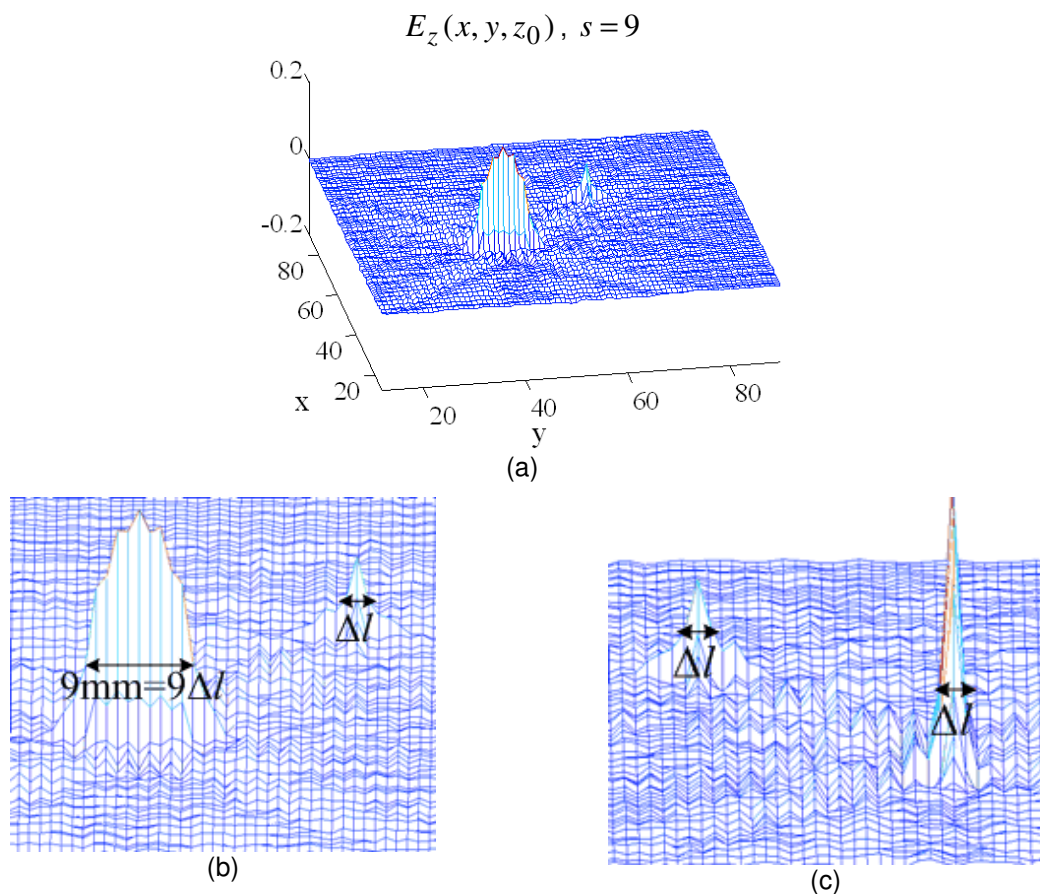 E_z(x, y, z_0) , s = 9
0.2
0
-0.2
80
60
40
20
x
20
40
60
80
y
(a)
Δl
9mm=9Δl
(b)
Δl
Δl
(c)